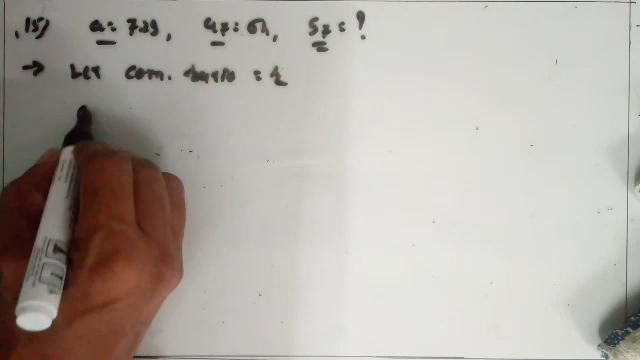 (15) a = 729, a7 = 64, S7 = ?
→ Let com. ratio = r